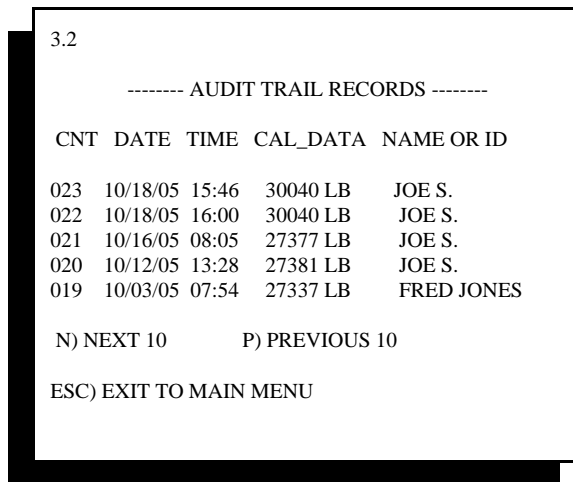 3.2
-------- AUDIT TRAIL RECORDS --------
CNT DATE TIME CAL_DATA NAME OR ID
023 10/18/05 15:46 30040 LB JOE S.
022 10/18/05 16:00 30040 LB JOE S.
021 10/16/05 08:05 27377 LB JOE S.
020 10/12/05 13:28 27381 LB JOE S.
019 10/03/05 07:54 27337 LB FRED JONES
N) NEXT 10 P) PREVIOUS 10
ESC) EXIT TO MAIN MENU